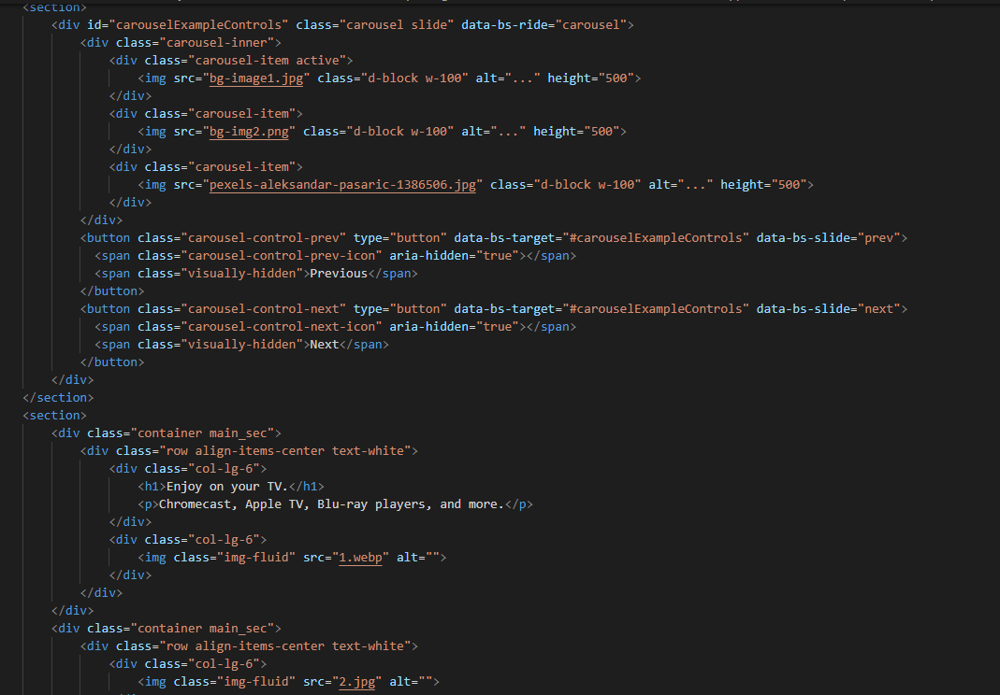 <section>
    <div id="carouselExampleControls" class="carousel slide" data-bs-ride="carousel">
        <div class="carousel-inner">
            <div class="carousel-item active">
                <img src="bg-image1.jpg" class="d-block w-100" alt="..." height="500">
            </div>
            <div class="carousel-item">
                <img src="bg-img2.png" class="d-block w-100" alt="..." height="500">
            </div>
            <div class="carousel-item">
                <img src="pexels-aleksandar-pasaric-1386506.jpg" class="d-block w-100" alt="..." height="500">
            </div>
        </div>
        <button class="carousel-control-prev" type="button" data-bs-target="#carouselExampleControls" data-bs-slide="prev">
          <span class="carousel-control-prev-icon" aria-hidden="true"></span>
          <span class="visually-hidden">Previous</span>
        </button>
        <button class="carousel-control-next" type="button" data-bs-target="#carouselExampleControls" data-bs-slide="next">
          <span class="carousel-control-next-icon" aria-hidden="true"></span>
          <span class="visually-hidden">Next</span>
        </button>
    </div>
</section>
<section>
    <div class="container main_sec">
        <div class="row align-items-center text-white">
            <div class="col-lg-6">
                <h1>Enjoy on your TV.</h1>
                <p>Chromecast, Apple TV, Blu-ray players, and more.</p>
            </div>
            <div class="col-lg-6">
                <img class="img-fluid" src="1.webp" alt="">
            </div>
        </div>
    </div>
    <div class="container main_sec">
        <div class="row align-items-center text-white">
            <div class="col-lg-6">
                <img class="img-fluid" src="2.jpg" alt="">